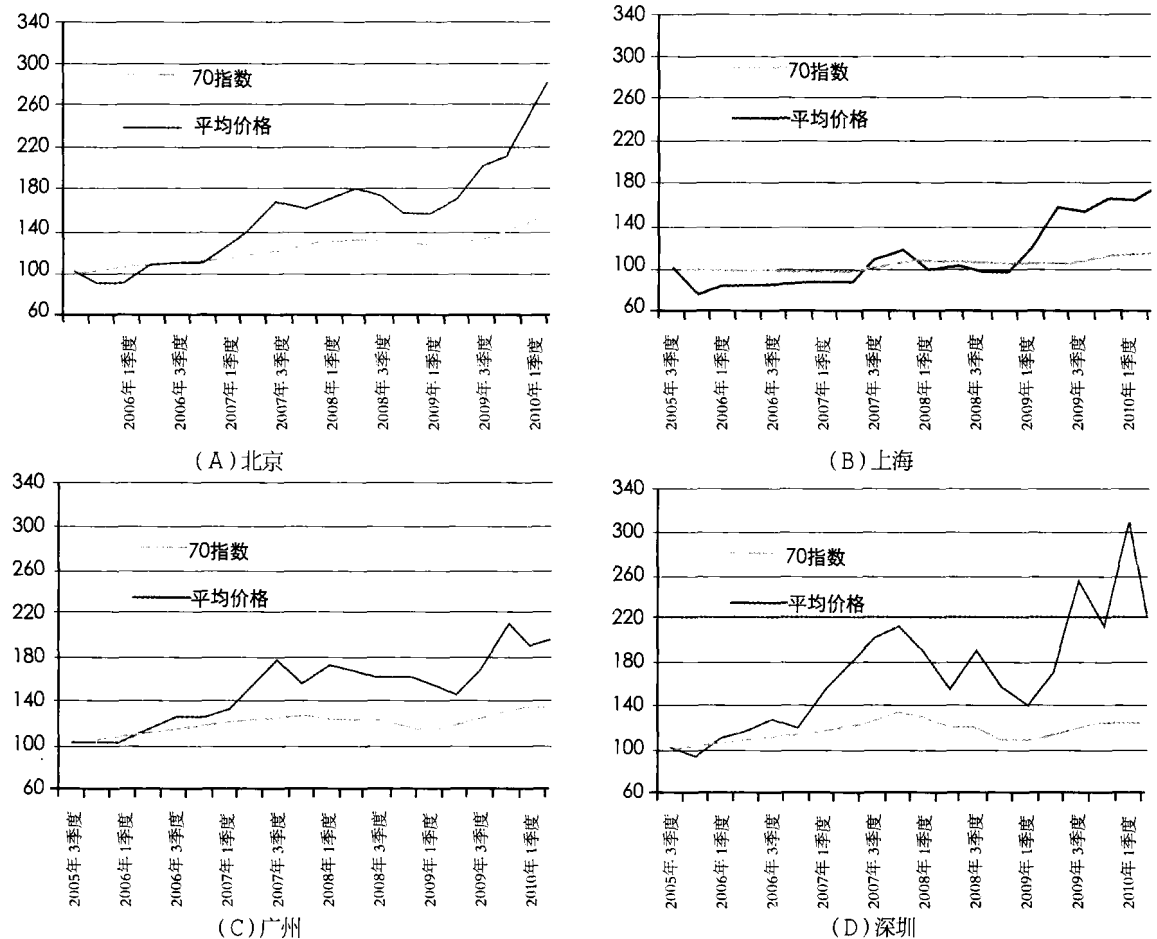 340
300
260
220
180
140
100
60
70指数
平均价格
2006年1季度
2006年3季度
2007年1季度
2007年3季度
2008年1季度
2008年3季度
2009年1季度
2009年3季度
2010年1季度
(A)北京
340
300
260
220
180
140
100
60
70指数
平均价格
2005年3季度
2006年1季度
2006年3季度
2007年1季度
2007年3季度
2008年1季度
2008年3季度
2009年1季度
2009年3季度
2010年1季度
(B)上海
340
300
260
220
180
140
100
60
70指数
平均价格
2005年3季度
2006年1季度
2006年3季度
2007年1季度
2007年3季度
2008年1季度
2008年3季度
2009年1季度
2009年3季度
2010年1季度
(C)广州
340
300
260
220
180
140
100
60
70指数
平均价格
2005年3季度
2006年1季度
2006年3季度
2007年1季度
2007年3季度
2008年1季度
2008年3季度
2009年1季度
2009年3季度
2010年1季度
(D)深圳